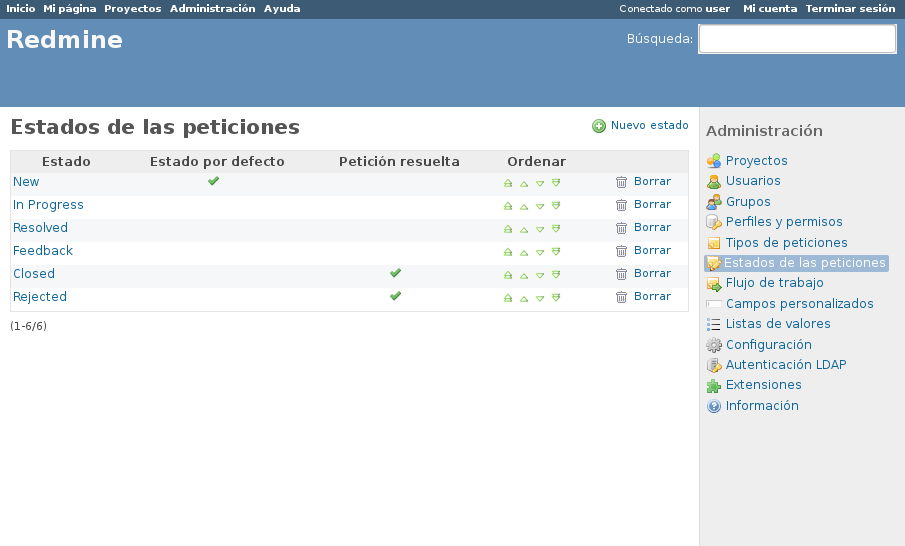 Inicio Mi página Proyectos Administración Ayuda Conectado como user Mi cuenta Terminar sesión
Redmine
Búsqueda:
Estados de las peticiones
Nuevo estado
Estado Estado por defecto Petición resuelta Ordenar
New Borrar
In Progress Borrar
Resolved Borrar
Feedback Borrar
Closed Borrar
Rejected Borrar
(1-6/6)
Administración
Proyectos
Usuarios
Grupos
Perfiles y permisos
Tipos de peticiones
Estados de las peticiones
Flujo de trabajo
Campos personalizados
Listas de valores
Configuración
Autenticación LDAP
Extensiones
Información